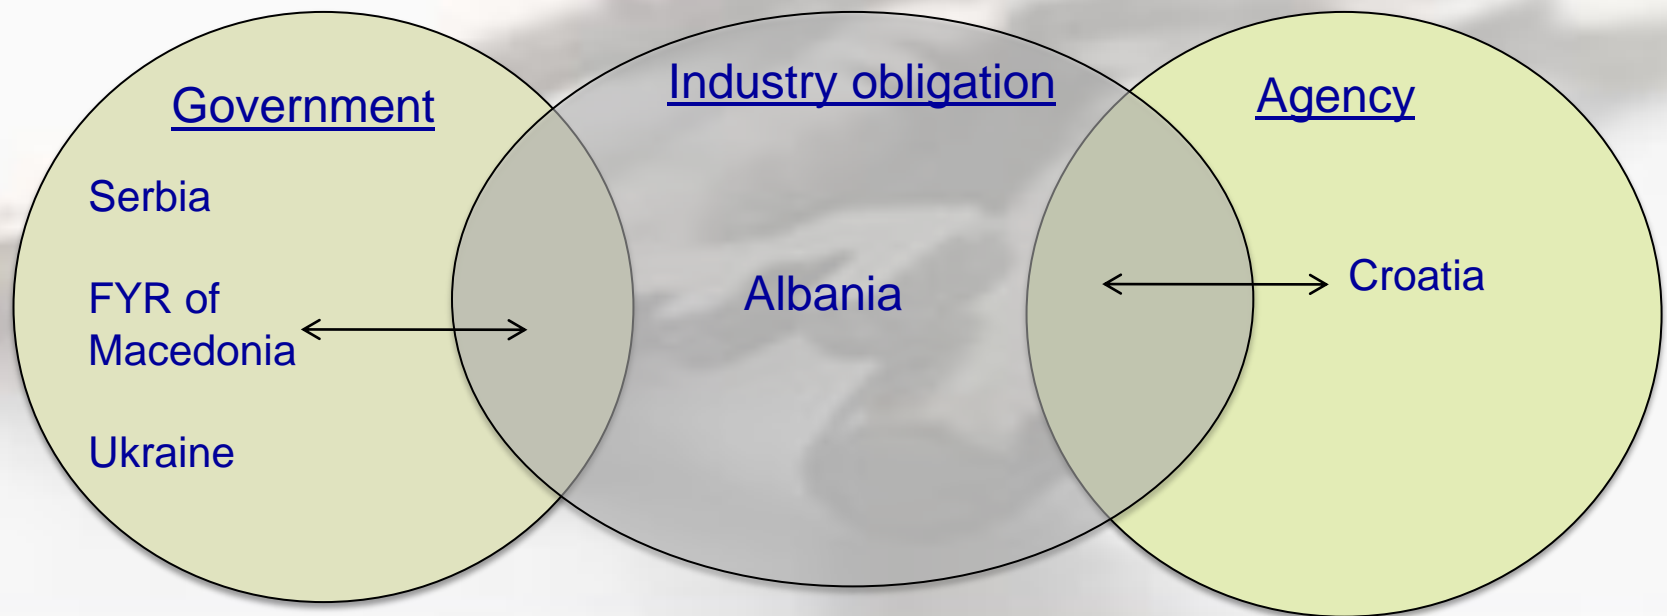 Government
Industry obligation
Agency
Serbia
FYR of
Macedonia
Ukraine
Albania
Croatia